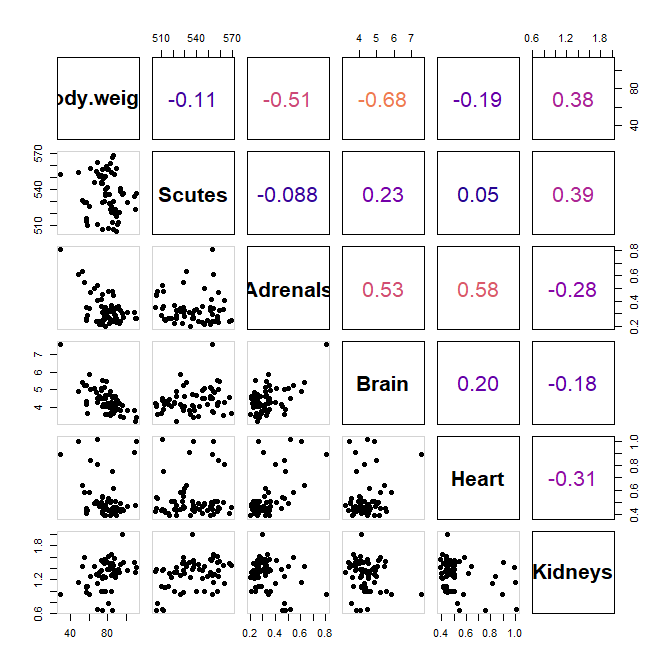 510 540 570 4 5 6 7 0.6 1.2 1.8
ody.weig -0.11 -0.51 -0.68 -0.19 0.38
40 80
510 540 570
Scutes -0.088 0.23 0.05 0.39
Adrenals 0.53 0.58 -0.28
0.2 0.4 0.6 0.8
4 5 6 7
Brain 0.20 -0.18
Heart -0.31
0.4 0.6 0.8 1.0
0.6 1.2 1.8
Kidneys
40 80 0.2 0.4 0.6 0.8 0.4 0.6 0.8 1.0